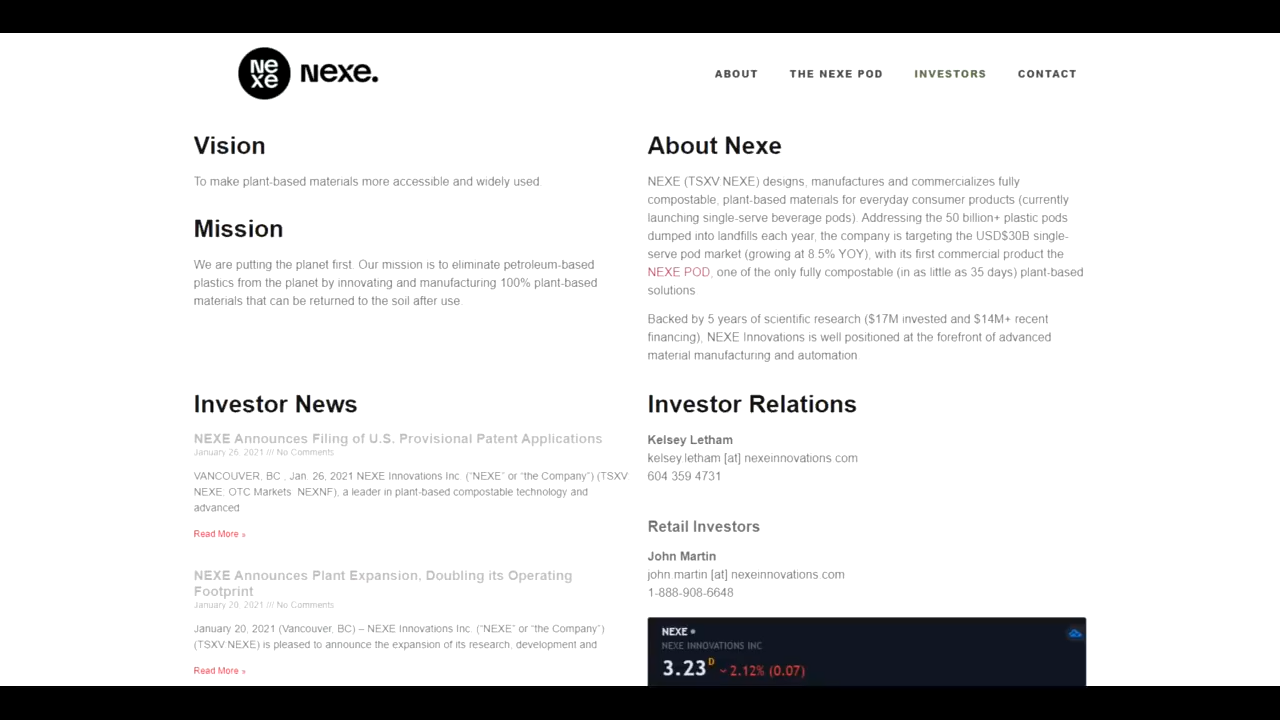 Ne
xe
Nexe.
ABOUT
THE NEXE POD
INVESTORS
CONTACT
Vision
To make plant-based materials more accessible and widely used.
Mission
We are putting the planet first. Our mission is to eliminate petroleum-based
plastics from the planet by innovating and manufacturing 100% plant-based
materials that can be returned to the soil after use.
About Nexe
NEXE (TSXV NEXE) designs, manufactures and commercializes fully
compostable, plant-based materials for everyday consumer products (currently
launching single-serve beverage pods). Addressing the 50 billion+ plastic pods
dumped into landfills each year, the company is targeting the USD$30B single-
serve pod market (growing at 8.5% YOY), with its first commercial product the
NEXE POD, one of the only fully compostable (in as little as 35 days) plant-based
solutions
Backed by 5 years of scientific research ($17M invested and $14M+ recent
financing), NEXE Innovations is well positioned at the forefront of advanced
material manufacturing and automation.
Investor News
NEXE Announces Filing of U.S. Provisional Patent Applications
January 26, 2021 /// No Comments
VANCOUVER, BC , Jan. 26, 2021 NEXE Innovations Inc. (“NEXE” or “the Company”) (TSXV
NEXE, OTC Markets NEXNF), a leader in plant-based compostable technology and
advanced
Read More »
NEXE Announces Plant Expansion, Doubling its Operating
Footprint
January 20, 2021 /// No Comments
January 20, 2021 (Vancouver, BC) – NEXE Innovations Inc. (“NEXE” or “the Company”)
(TSXV NEXE) is pleased to announce the expansion of its research, development and
Read More »
Investor Relations
Kelsey Letham
kelsey.letham [at] nexeinnovations.com
604 359 4731
Retail Investors
John Martin
john.martin [at] nexeinnovations.com
1-888-908-6648
NEXE
NEXE INNOVATIONS INC
3.23 D 2.12% (0.07)